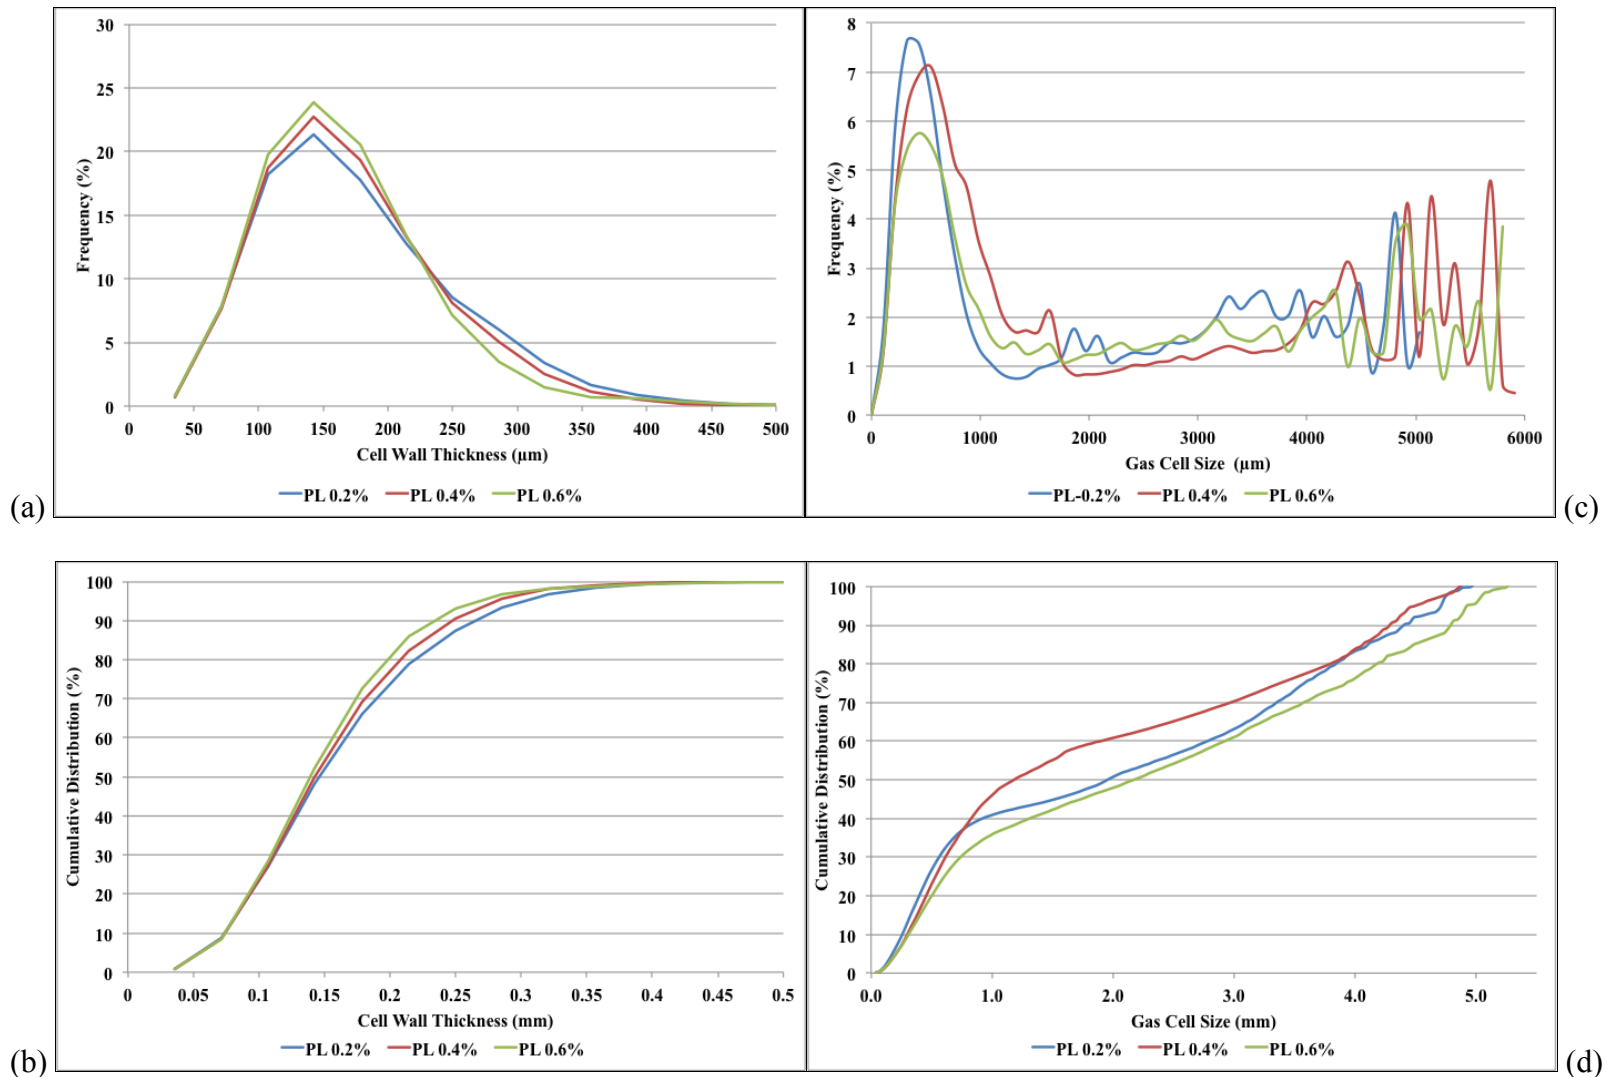 30
25
20
15
10
5
0
Frequency (%)
0 50 100 150 200 250 300 350 400 450 500
Cell Wall Thickness (µm)
PL 0.2% PL 0.4% PL 0.6%
(a)
8
7
6
5
4
3
2
1
0
Frequency (%)
0 1000 2000 3000 4000 5000 6000
Gas Cell Size (µm)
PL-0.2% PL 0.4% PL 0.6%
(c)
100
90
80
70
60
50
40
30
20
10
0
Cumulative Distribution (%)
0 0.05 0.1 0.15 0.2 0.25 0.3 0.35 0.4 0.45 0.5
Cell Wall Thickness (mm)
PL 0.2% PL 0.4% PL 0.6%
(b)
100
90
80
70
60
50
40
30
20
10
0
Cumulative Distribution (%)
0.0 1.0 2.0 3.0 4.0 5.0
Gas Cell Size (mm)
PL 0.2% PL 0.4% PL 0.6%
(d)